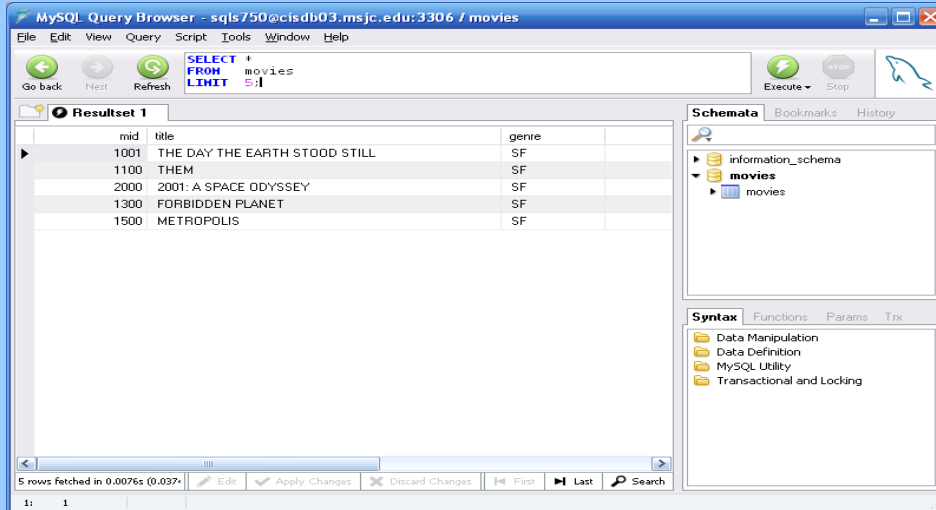 MySQL Query Browser - sqls750@cisdb03.msjc.edu:3306 / movies
File Edit View Query Script Tools Window Help
SELECT *
FROM movies
LIMIT 5;
Go back Next Refresh Execute Stop
STOP
Resultset 1
mid title genre
1001 THE DAY THE EARTH STOOD STILL SF
1100 THEM SF
2000 2001: A SPACE ODYSSEY SF
1300 FORBIDDEN PLANET SF
1500 METROPOLIS SF
5 rows fetched in 0.0076s (0.037 Edit Apply Changes Discard Changes First Last Search
1: 1
Schemata Bookmarks History
information_schema
movies
movies
Syntax Functions Params Trx
Data Manipulation
Data Definition
MySQL Utility
Transactional and Locking